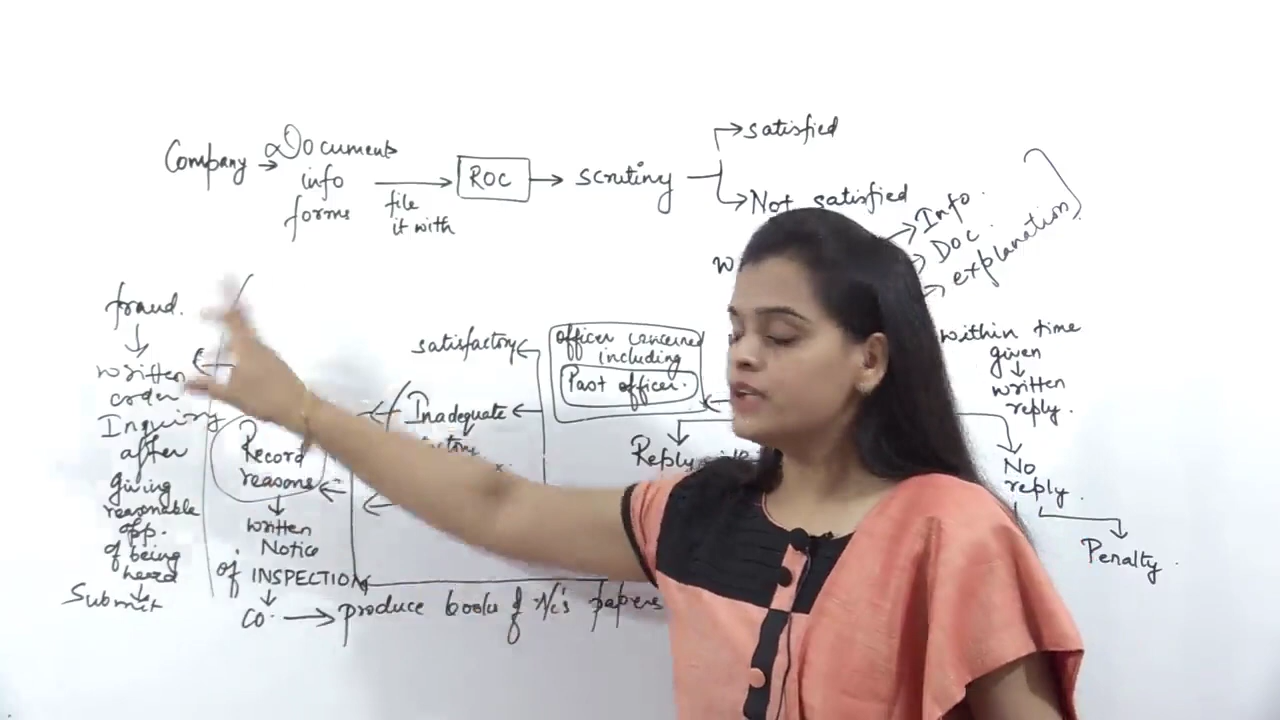 Company → Documents
info
forms
file
it with
ROC
scrutiny
satisfied
Not satisfied
Info.
Doc
explanation
within time
given
written
reply.
No
reply.
Penalty.
officer concerned
including
Past officer.
satisfactory
Inadequate
fraud.
written
order
Inquiry
after
giving
reasonable
opp.
of being
heard
Submit
Record
reasons
written
Notice
of INSPECTION
CO. → produce books of A/c's papers